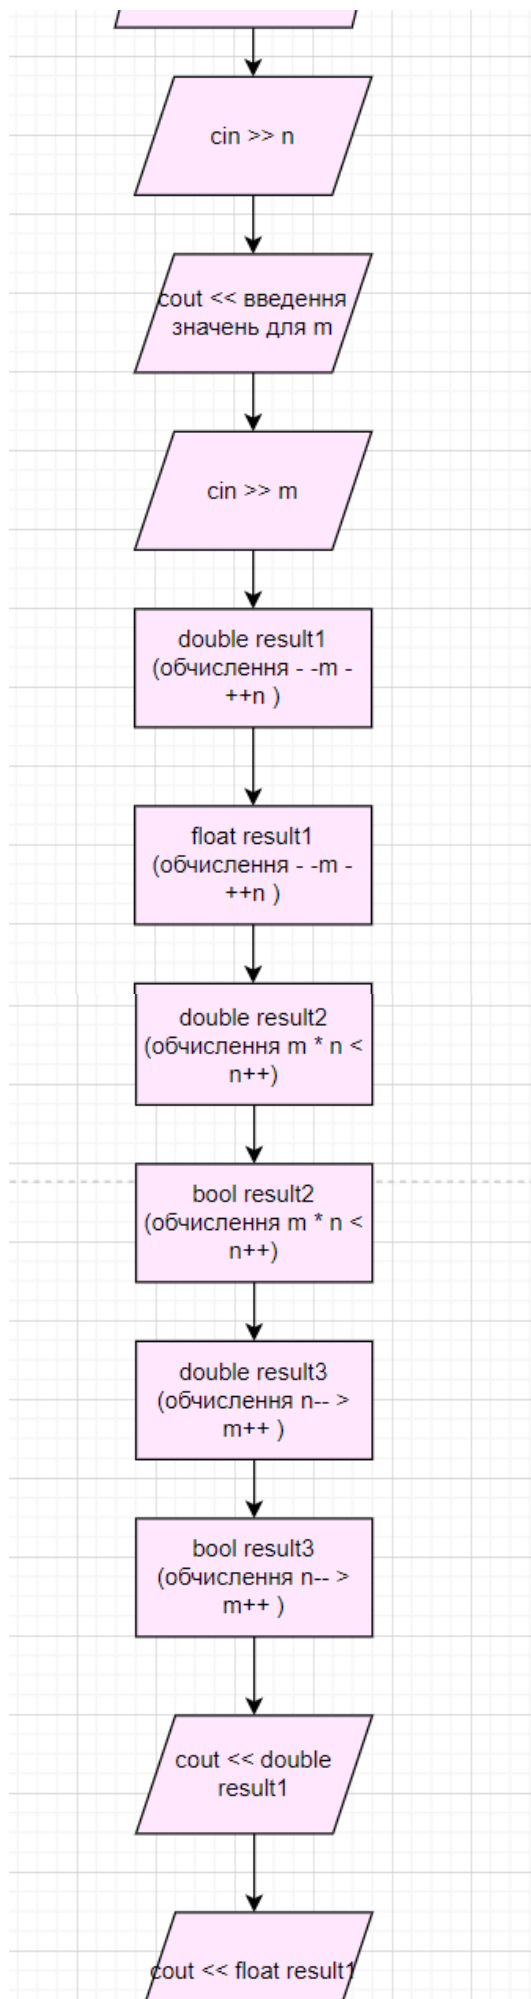 cin >> n
cout << введення
значень для m
cin >> m
double result1
(обчислення - -m -
++n )
float result1
(обчислення - -m -
++n )
double result2
(обчислення m * n <
n++)
bool result2
(обчислення m * n <
n++)
double result3
(обчислення n-- >
m++ )
bool result3
(обчислення n-- >
m++ )
cout << double
result1
cout << float result1